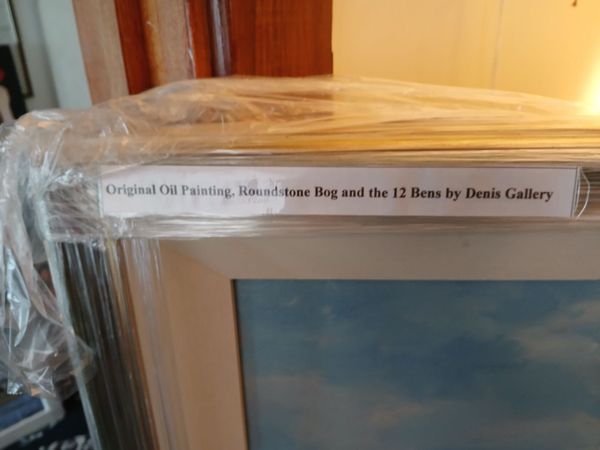 Original Oil Painting, Roundstone Bog and the 12 Bens by Denis Gallery